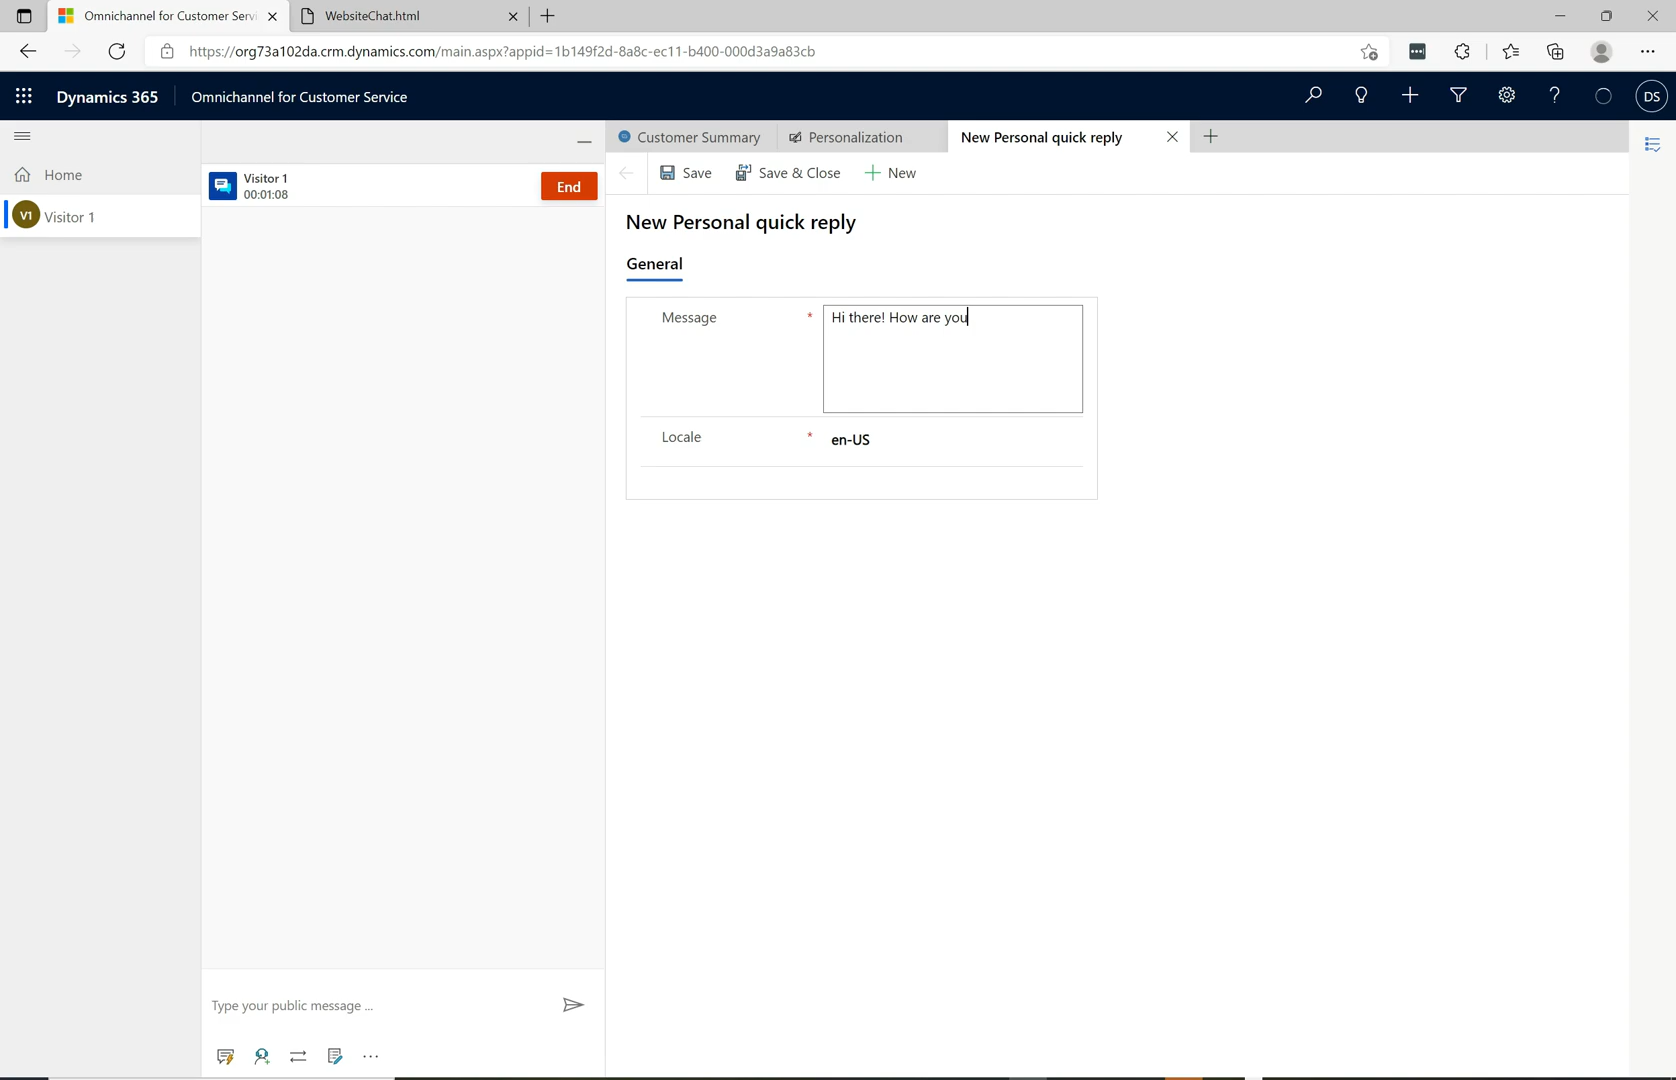 Omnichannel for Customer Servi
WebsiteChat.html
https://org73a102da.crm.dynamics.com/main.aspx?appid=1b149f2d-8a8c-ec11-b400-000d3a9a83cb
Dynamics 365
Omnichannel for Customer Service
DS
Home
V1 Visitor 1
Visitor 1
00:01:08
End
Customer Summary
Personalization
New Personal quick reply
Save
Save & Close
New
New Personal quick reply
General
Message * Hi there! How are you
Locale * en-US
Type your public message ...